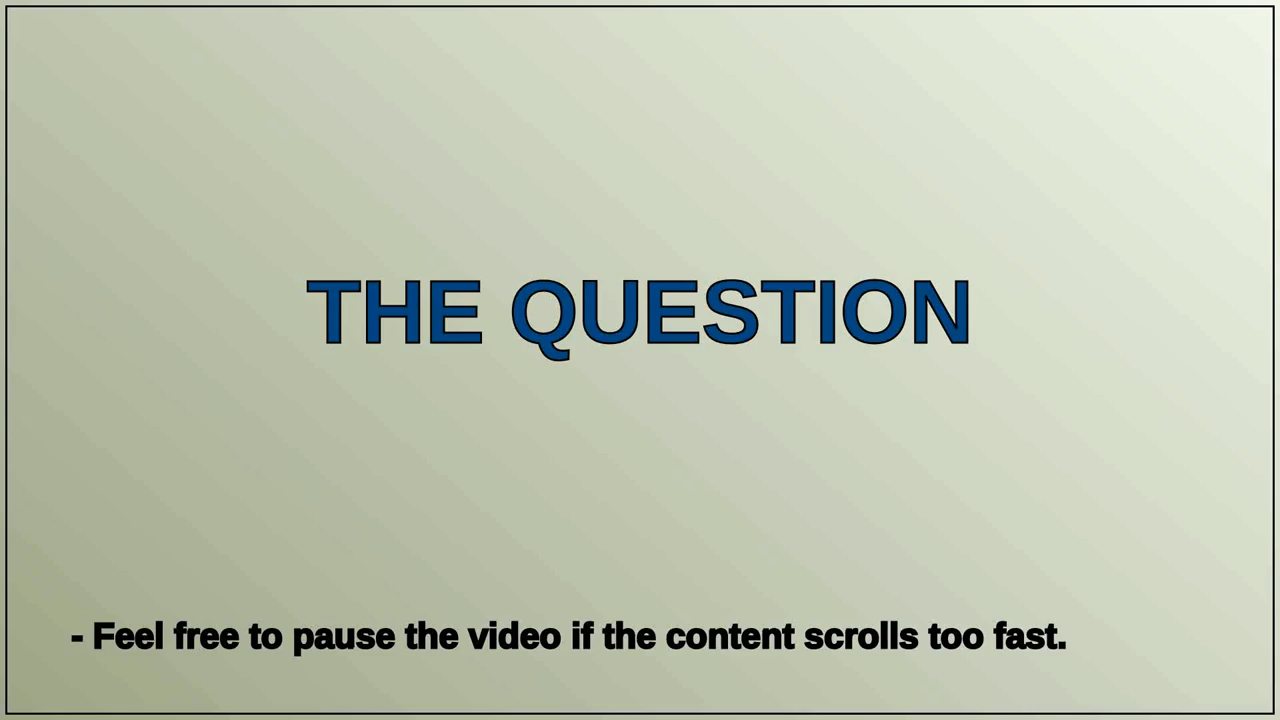 THE QUESTION
- Feel free to pause the video if the content scrolls too fast.